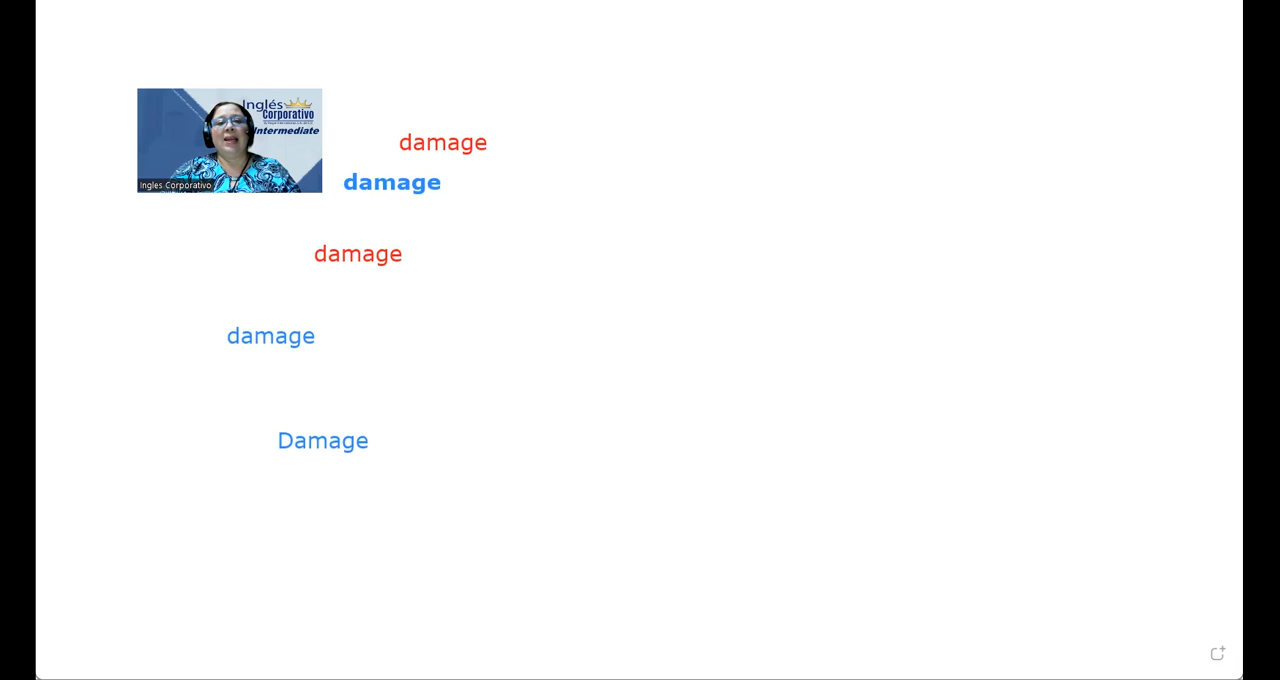 Inglés
Corporativo
Intermediate
Ingles Corporativo
damage
damage
damage
damage
Damage